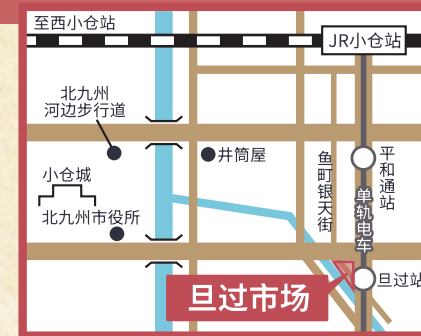 至西小仓站
JR小仓站
北九州
河边步行道
井筒屋
鱼町银天街
平和通站
小仓城
单轨电车
北九州市役所
旦过站
旦过市场